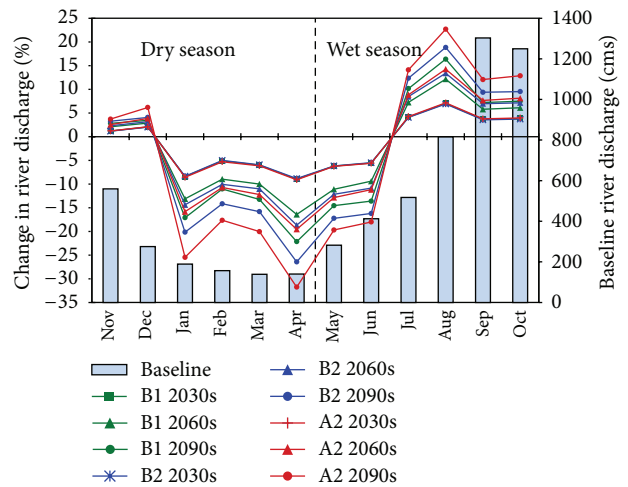 Dry season
Wet season
Change in river discharge (%)
25
20
15
10
5
0
−5
−10
−15
−20
−25
−30
−35
1400
1200
1000
800
600
400
200
0
Baseline river discharge (cms)
Nov Dec Jan Feb Mar Apr May Jun Jul Aug Sep Oct
Baseline
B1 2030s
B1 2060s
B1 2090s
B2 2030s
B2 2060s
B2 2090s
A2 2030s
A2 2060s
A2 2090s